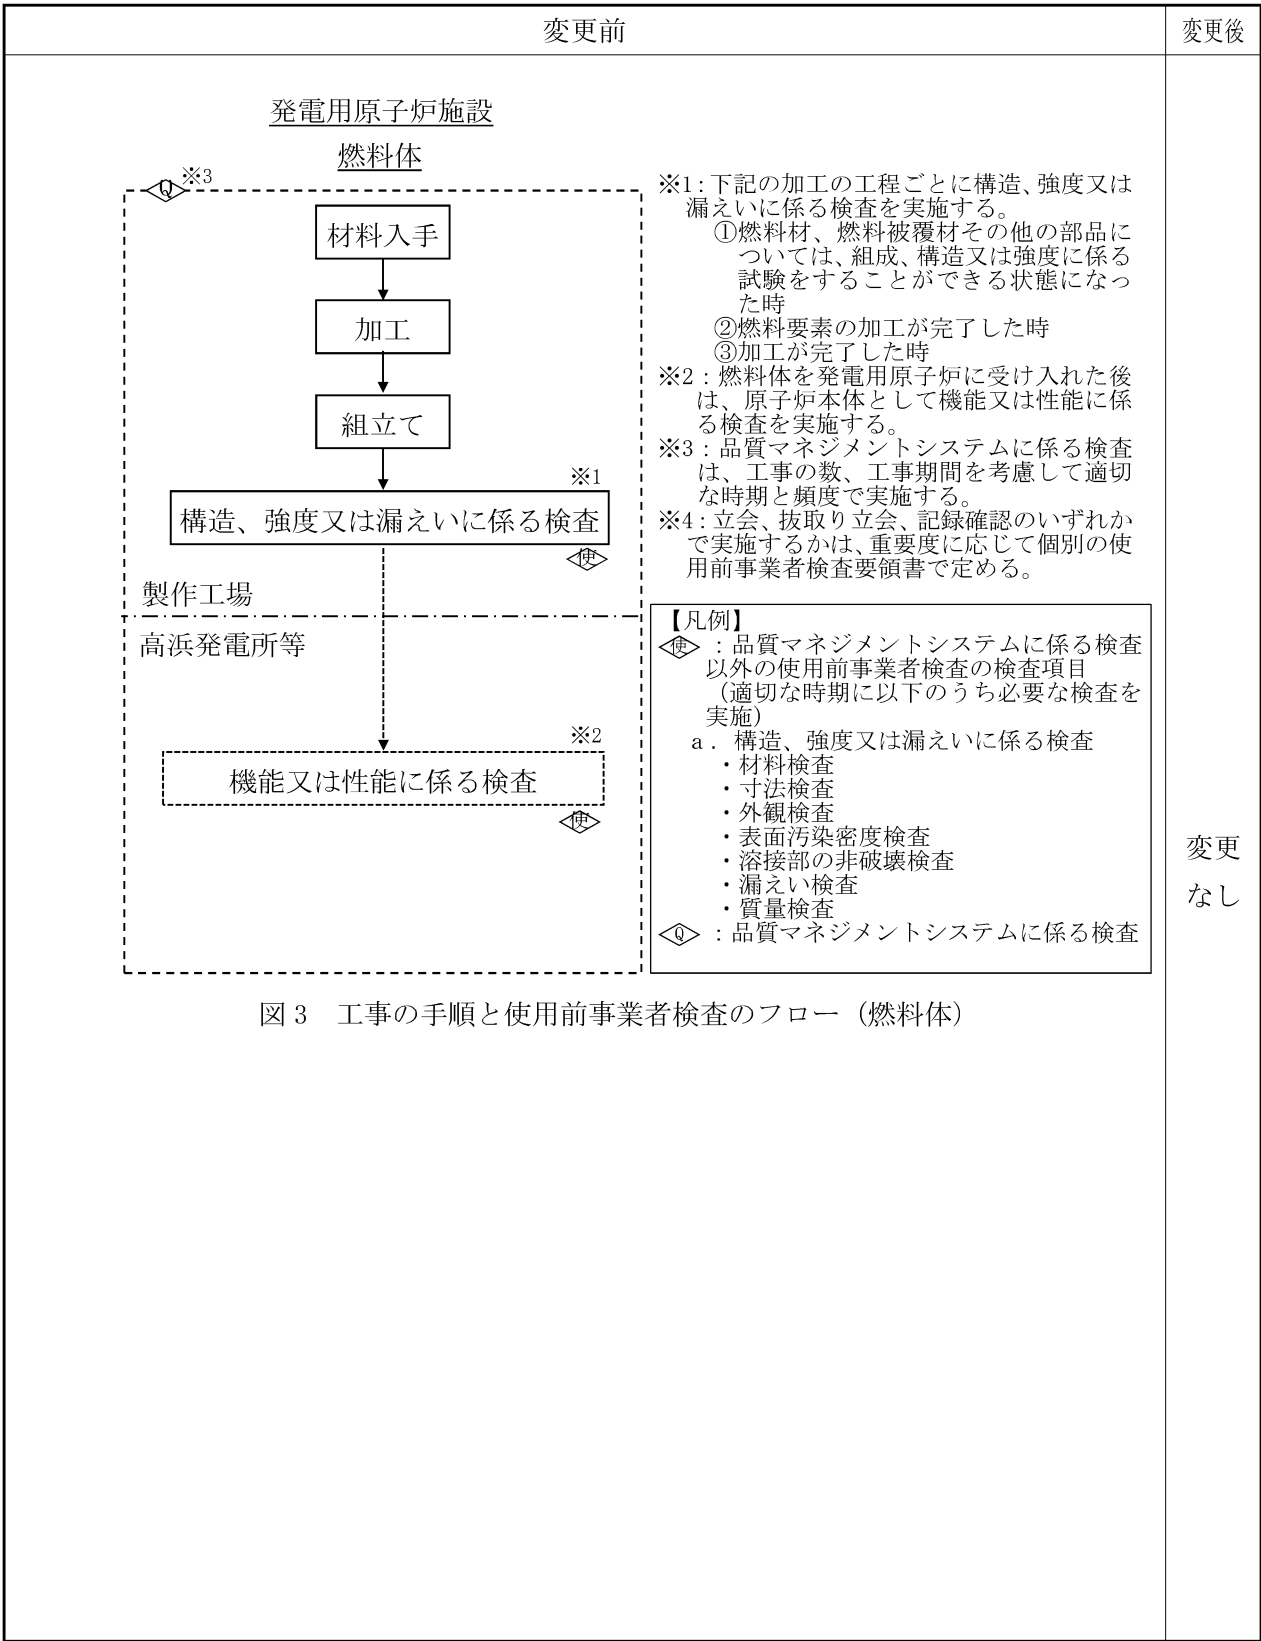 変更前
変更後
発電用原子炉施設
燃料体
Q
※3
材料入手
加工
組立て
※1
構造、強度又は漏えいに係る検査
使
製作工場
高浜発電所等
※2
機能又は性能に係る検査
使
※1:下記の加工の工程ごとに構造、強度又は
漏えいに係る検査を実施する。
①燃料材、燃料被覆材その他の部品に
ついては、組成、構造又は強度に係る
試験をすることができる状態になっ
た時
②燃料要素の加工が完了した時
③加工が完了した時
※2:燃料体を発電用原子炉に受け入れた後
は、原子炉本体として機能又は性能に係
る検査を実施する。
※3:品質マネジメントシステムに係る検査
は、工事の数、工事期間を考慮して適切
な時期と頻度で実施する。
※4:立会、抜取り立会、記録確認のいずれか
で実施するかは、重要度に応じて個別の使
用前事業者検査要領書で定める。
【凡例】
使:品質マネジメントシステムに係る検査
以外の使用前事業者検査の検査項目
(適切な時期に以下のうち必要な検査を
実施)
a.構造、強度又は漏えいに係る検査
・材料検査
・寸法検査
・外観検査
・表面汚染密度検査
・溶接部の非破壊検査
・漏えい検査
・質量検査
Q:品質マネジメントシステムに係る検査
図3 工事の手順と使用前事業者検査のフロー(燃料体)
変更
なし